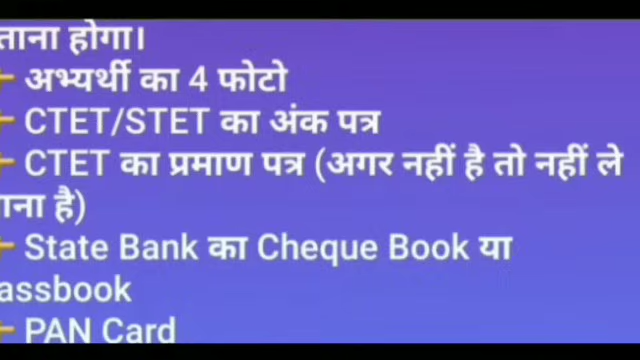 ताना होगा।
अभ्यर्थी का 4 फोटो
CTET/STET का अंक पत्र
CTET का प्रमाण पत्र (अगर नहीं है तो नहीं ले
ाना है)
State Bank का Cheque Book या
assbook
PAN Card